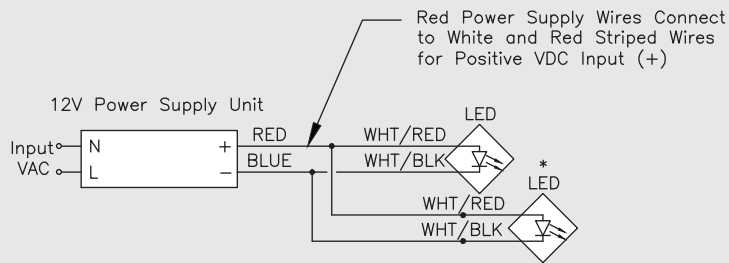 Red Power Supply Wires Connect
to White and Red Striped Wires
for Positive VDC Input (+)
12V Power Supply Unit
LED
Input N + RED WHT/RED
VAC L - BLUE WHT/BLK
*
LED
WHT/RED
WHT/BLK